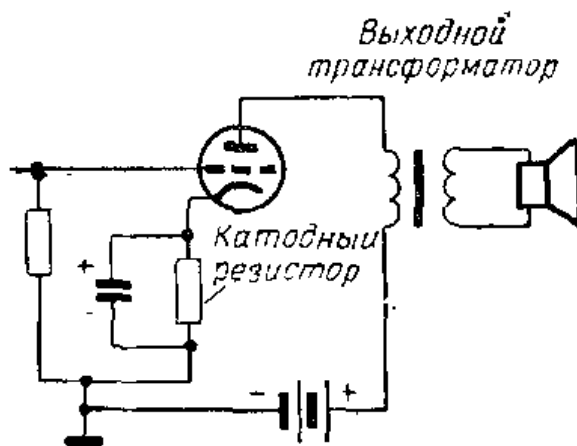 Выходной
трансформатор
Катодный
резистор
+
-
- +